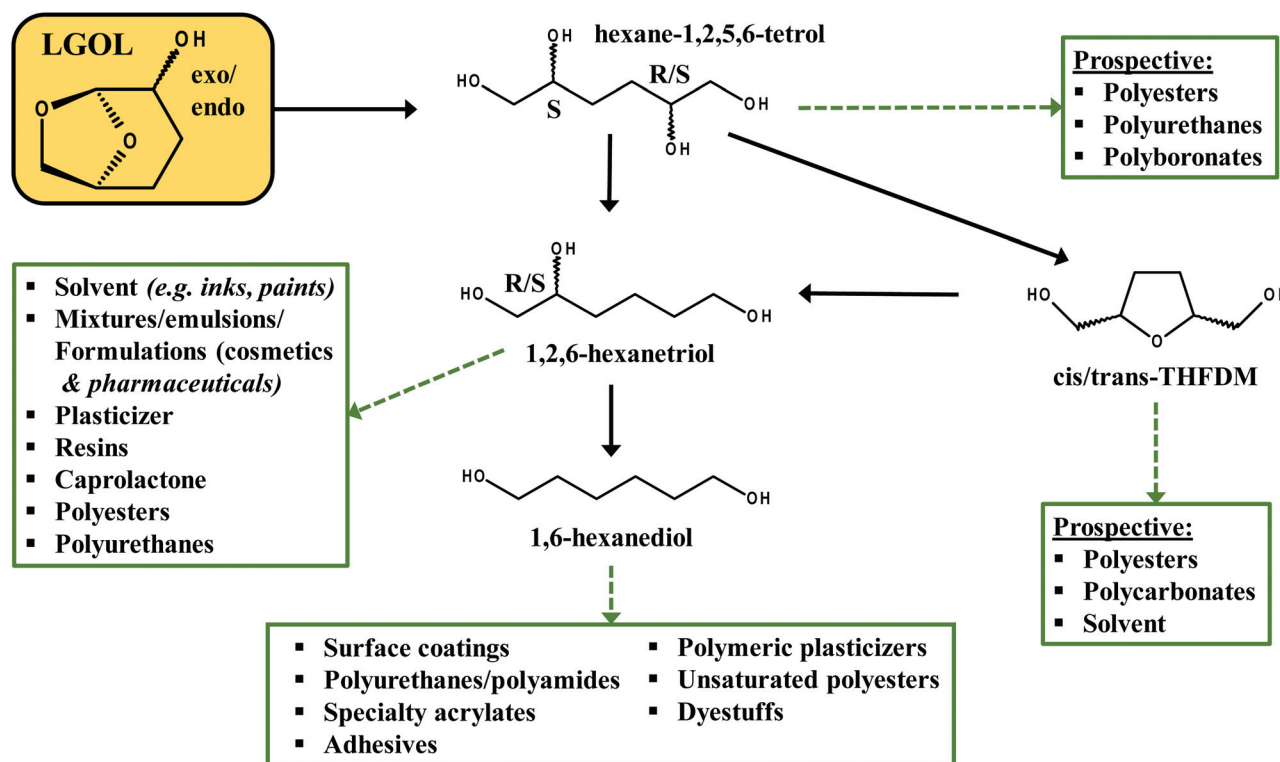 LGOL
OH
exo/
endo
O
O
hexane-1,2,5,6-tetrol
OH
HO
S
R/S
OH
OH
Prospective:
▪ Polyesters
▪ Polyurethanes
▪ Polyboronates
▪ Solvent (e.g. inks, paints)
▪ Mixtures/emulsions/
Formulations (cosmetics
& pharmaceuticals)
▪ Plasticizer
▪ Resins
▪ Caprolactone
▪ Polyesters
▪ Polyurethanes
OH
R/S
HO
OH
1,2,6-hexanetriol
HO
OH
O
cis/trans-THFDM
HO
OH
1,6-hexanediol
Prospective:
▪ Polyesters
▪ Polycarbonates
▪ Solvent
▪ Surface coatings
▪ Polyurethanes/polyamides
▪ Specialty acrylates
▪ Adhesives
▪ Polymeric plasticizers
▪ Unsaturated polyesters
▪ Dyestuffs